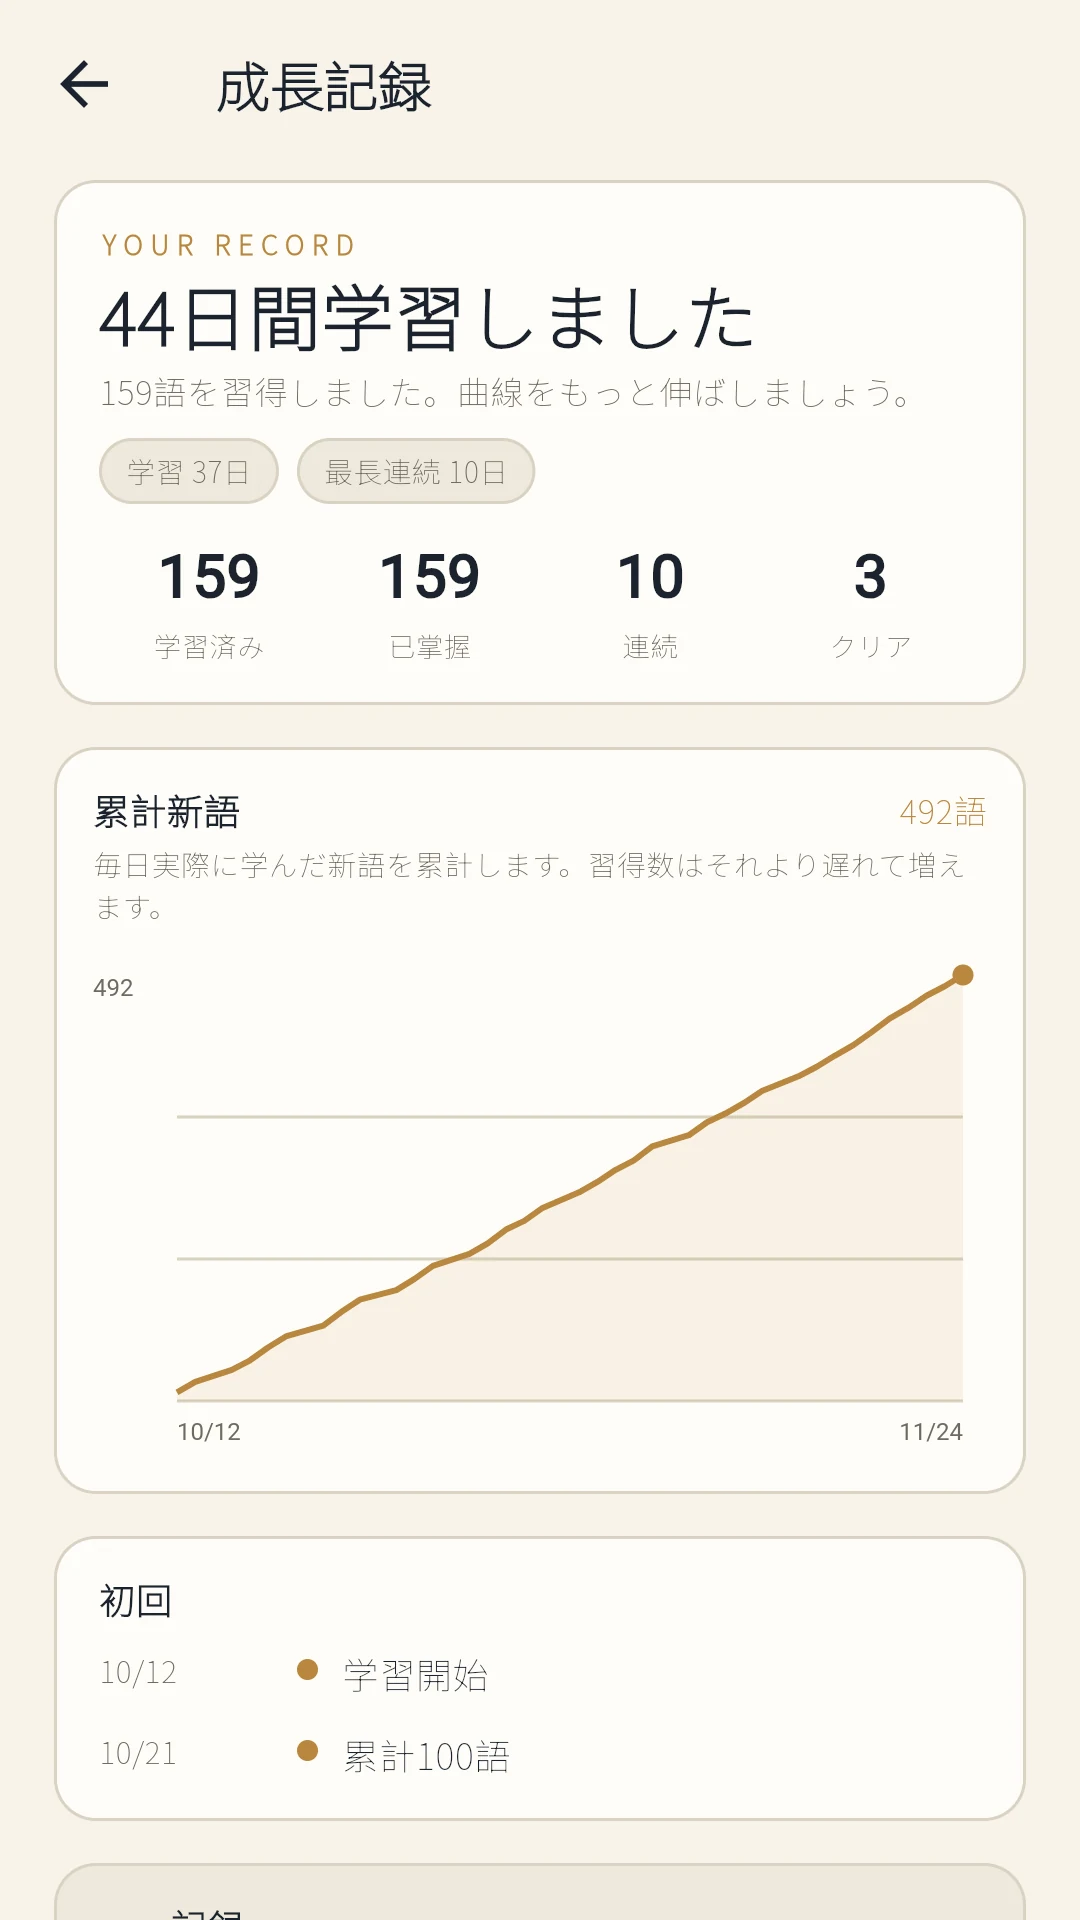 成長記録
YOUR RECORD
44日間学習しました
159語を習得しました。曲線をもっと伸ばしましょう。
学習 37日
最長連続 10日
159
159
10
3
学習済み
已掌握
連続
クリア
累計新語
492語
毎日実際に学んだ新語を累計します。習得数はそれより遅れて増え
ます。
492
10/12
11/24
初回
10/12
学習開始
10/21
累計100語
記録